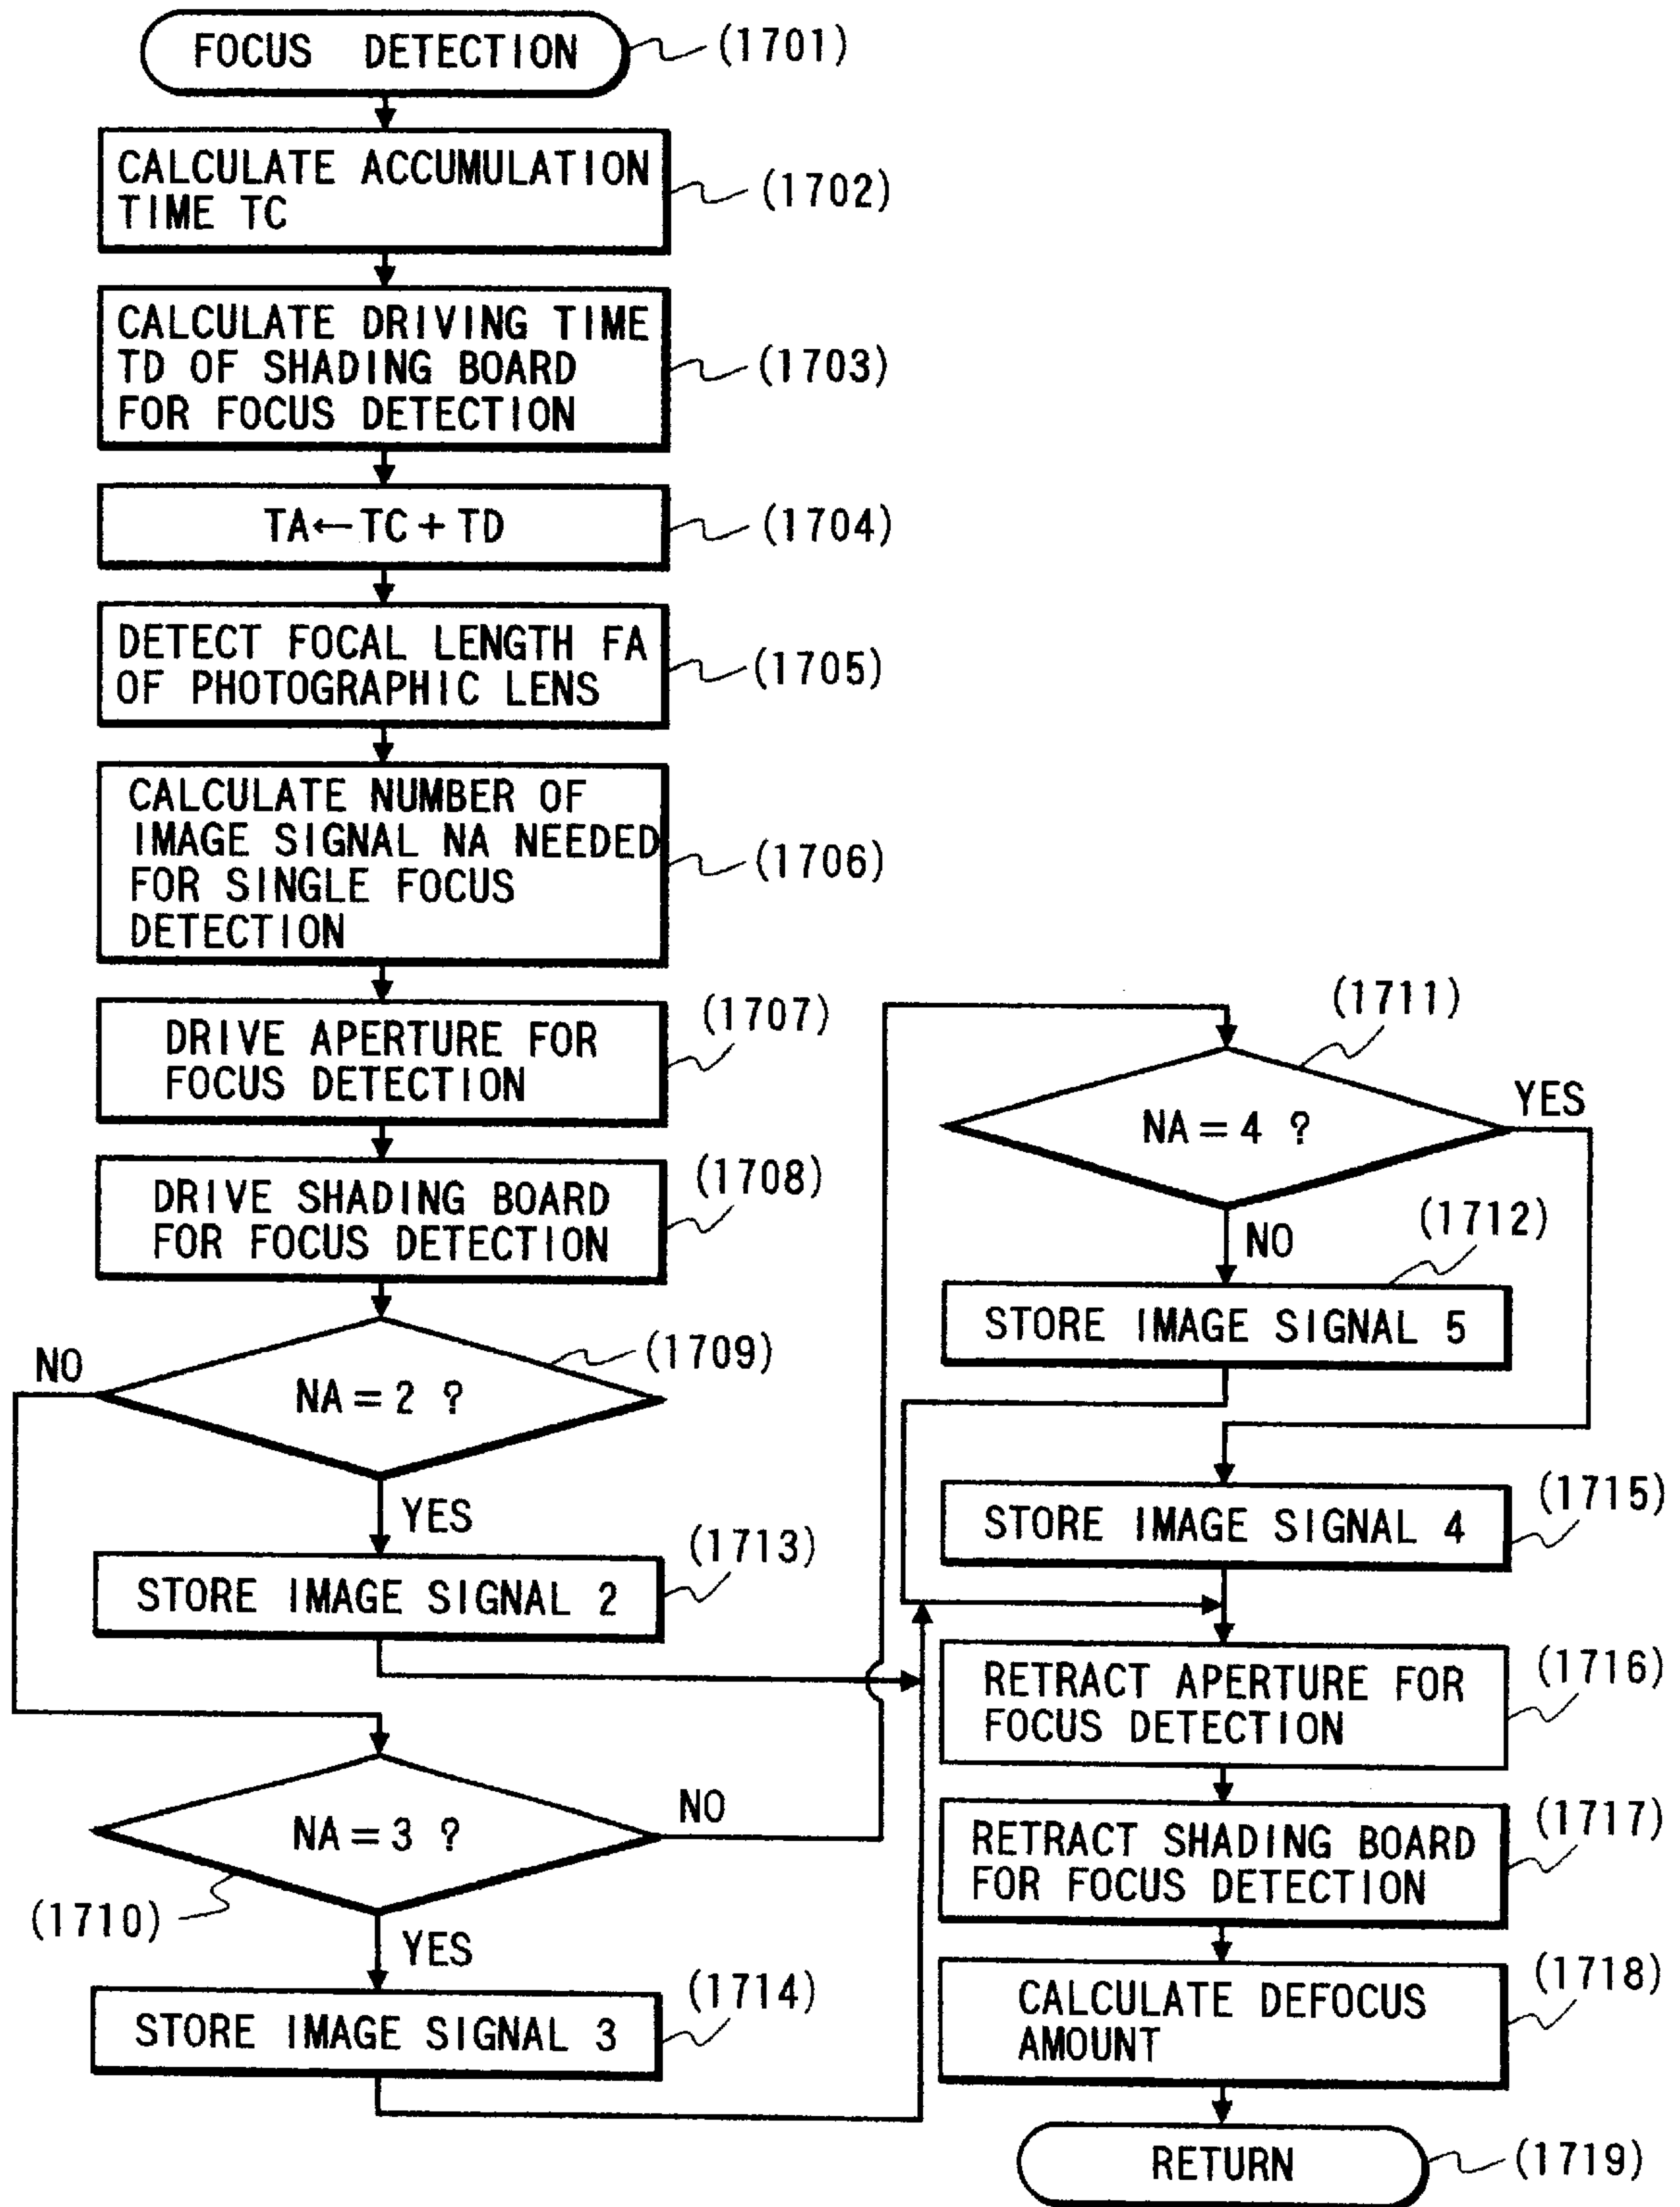 FOCUS DETECTION (1701)
CALCULATE ACCUMULATION
TIME TC
(1702)
CALCULATE DRIVING TIME
TD OF SHADING BOARD
FOR FOCUS DETECTION
(1703)
TA←TC+TD (1704)
DETECT FOCAL LENGTH FA
OF PHOTOGRAPHIC LENS
(1705)
CALCULATE NUMBER OF
IMAGE SIGNAL NA NEEDED
FOR SINGLE FOCUS
DETECTION
(1706)
(1707)
DRIVE APERTURE FOR
FOCUS DETECTION
(1708)
DRIVE SHADING BOARD
FOR FOCUS DETECTION
(1709)
NO
NA=2 ?
YES
(1713)
STORE IMAGE SIGNAL 2
NA=3 ?
NO
(1710)
YES
(1714)
STORE IMAGE SIGNAL 3
(1711)
NA=4 ?
YES
NO
(1712)
STORE IMAGE SIGNAL 5
(1715)
STORE IMAGE SIGNAL 4
(1716)
RETRACT APERTURE FOR
FOCUS DETECTION
(1717)
RETRACT SHADING BOARD
FOR FOCUS DETECTION
(1718)
CALCULATE DEFOCUS
AMOUNT
RETURN (1719)